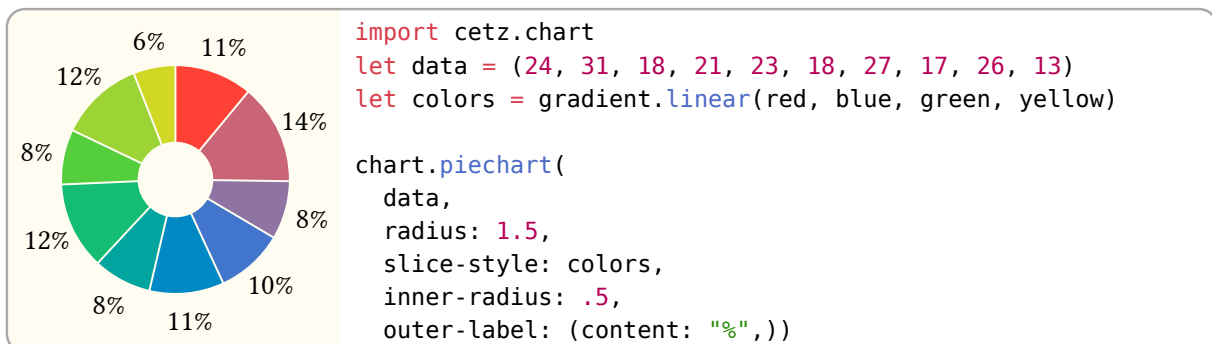 6%
11%
12%
14%
8%
8%
12%
10%
8%
11%
import cetz.chart
let data = (24, 31, 18, 21, 23, 18, 27, 17, 26, 13)
let colors = gradient.linear(red, blue, green, yellow)
chart.piechart(
  data,
  radius: 1.5,
  slice-style: colors,
  inner-radius: .5,
  outer-label: (content: "%",))